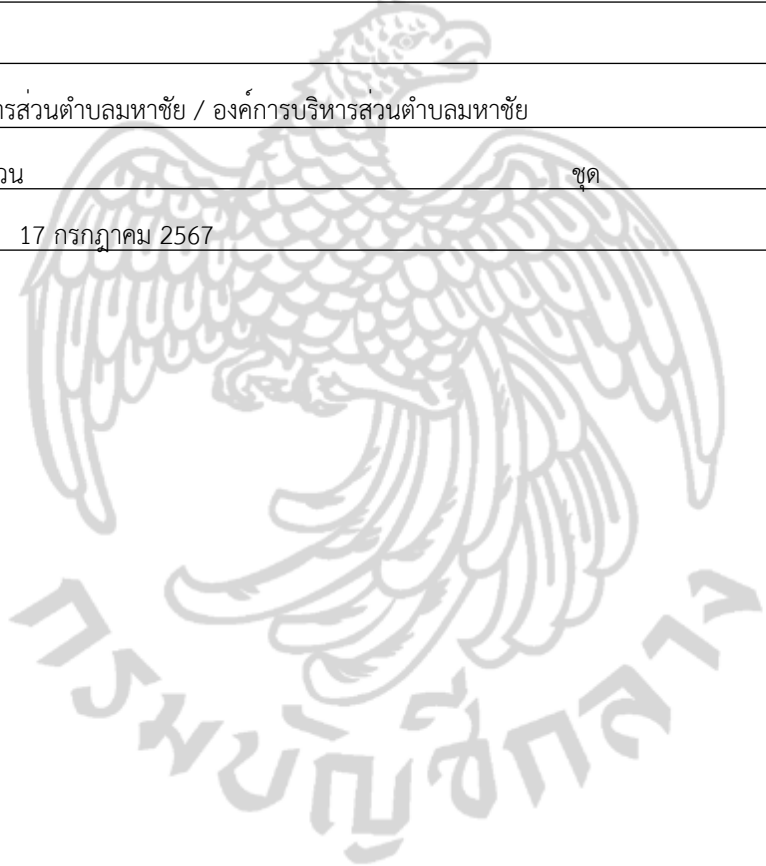 ารส่วนตำบลมหาชัย / องค์การบริหารส่วนตำบลมหาชัย
วน ชุด
17 กรกฎาคม 2567
กรมบัญชีกลาง